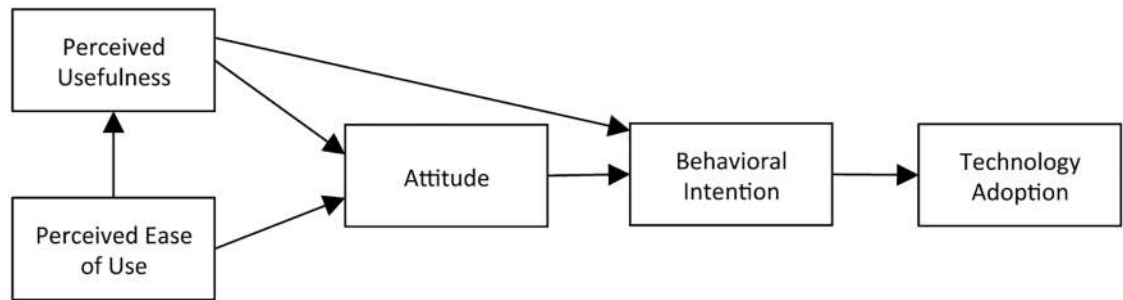 Perceived
Usefulness
Attitude
Behavioral
Intention
Technology
Adoption
Perceived Ease
of Use